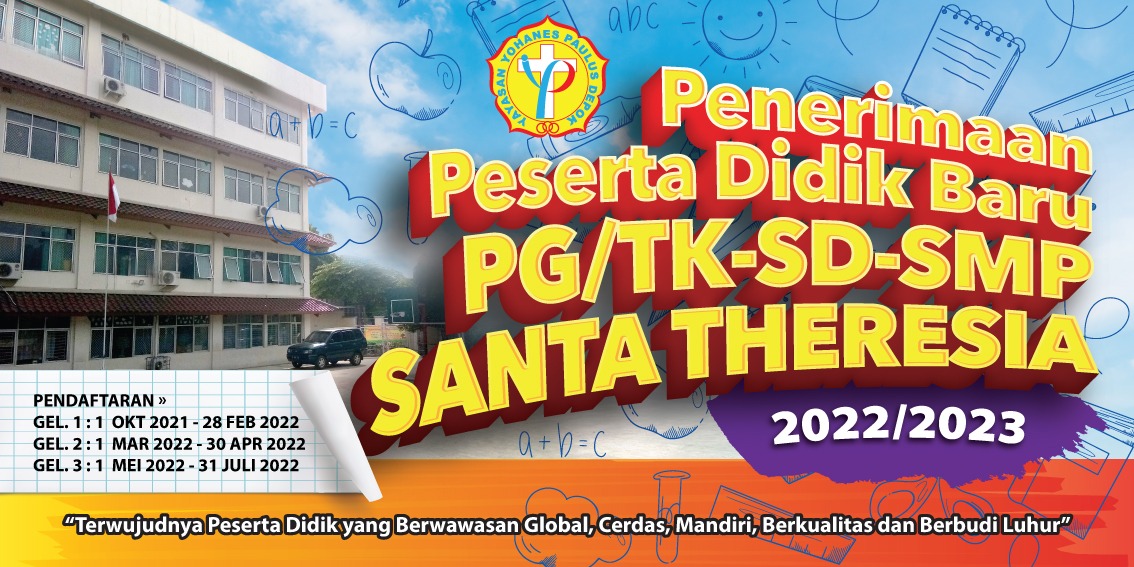 YAYASAN YOHANES PAULUS DEPOK
abc
a+b=c
Penerimaan
Peserta Didik Baru
PG/TK-SD-SMP
SANTA THERESIA
2022/2023
PENDAFTARAN »
GEL. 1 : 1 OKT 2021 - 28 FEB 2022
GEL. 2 : 1 MAR 2022 - 30 APR 2022
GEL. 3 : 1 MEI 2022 - 31 JULI 2022
a+b=c
abc
“Terwujudnya Peserta Didik yang Berwawasan Global, Cerdas, Mandiri, Berkualitas dan Berbudi Luhur”